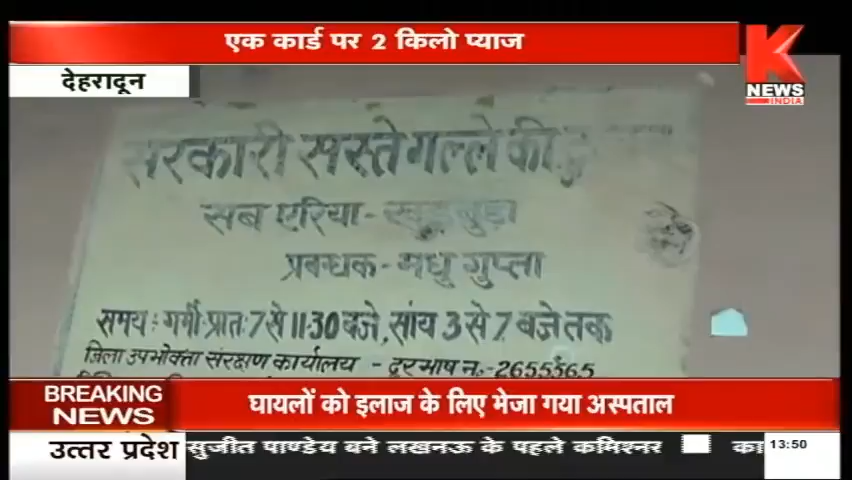 एक कार्ड पर 2 किलो प्याज
K
NEWS
INDIA
देहरादून
सरकारी सस्ते गल्ले की
सब एरिया-
प्रबन्धक-मधु गुप्ता
समय: गर्मी-प्रातः 7 से 11-30 बजे, सांय 3 से 7 बजे तक
जिला उपभोक्ता संरक्षण कार्यालय - दूरभाष न.-2655365
BREAKING
NEWS
घायलों को इलाज के लिए भेजा गया अस्पताल
उत्तर प्रदेश
सुजीत पाण्डेय बने लखनऊ के पहले कमिश्नर
का
13:50